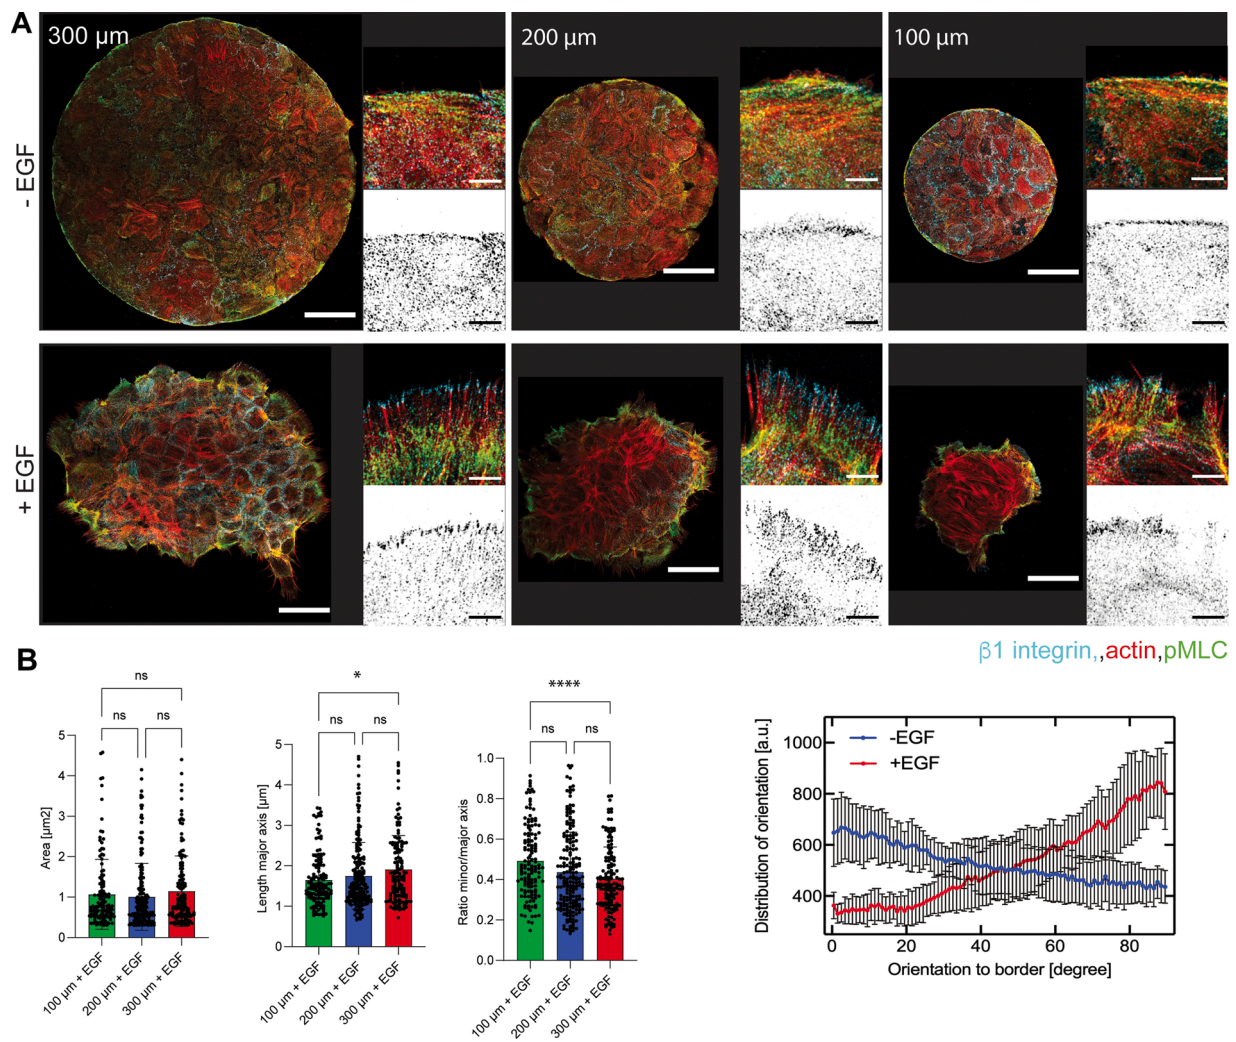 A
300 µm
200 µm
100 µm
- EGF
+ EGF
β1 integrin,,actin,pMLC
B
ns
ns
ns
Area [µm2]
5
4
3
2
1
0
100 µm + EGF
200 µm + EGF
300 µm + EGF
*
ns
ns
Length major axis [µm]
5
4
3
2
1
0
100 µm + EGF
200 µm + EGF
300 µm + EGF
****
ns
ns
Ratio minor/major axis
1.0
0.8
0.6
0.4
0.2
0.0
100 µm + EGF
200 µm + EGF
300 µm + EGF
Distribution of orientation [a.u.]
1000
800
600
400
-EGF
+EGF
0
20
40
60
80
Orientation to border [degree]